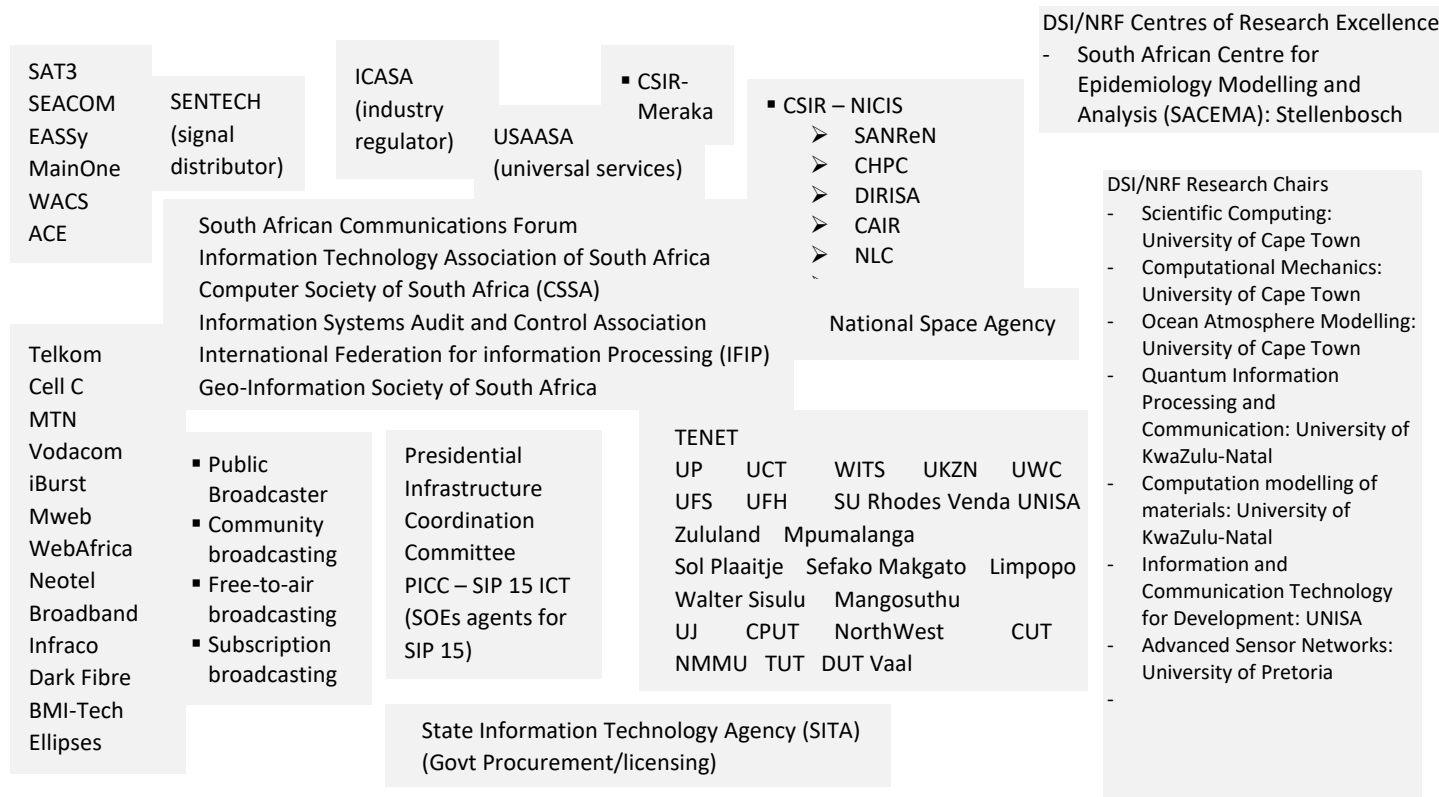 SAT3
SEACOM
EASSy
MainOne
WACS
ACE
SENTECH
(signal
distributor)
ICASA
(industry
regulator)
USAASA
(universal services)
▪ CSIR-
Meraka
▪ CSIR – NICIS
➢ SANReN
➢ CHPC
➢ DIRISA
➢ CAIR
➢ NLC
DSI/NRF Centres of Research Excellence
- South African Centre for
Epidemiology Modelling and
Analysis (SACEMA): Stellenbosch
South African Communications Forum
Information Technology Association of South Africa
Computer Society of South Africa (CSSA)
Information Systems Audit and Control Association
International Federation for information Processing (IFIP)
Geo-Information Society of South Africa
National Space Agency
DSI/NRF Research Chairs
- Scientific Computing:
University of Cape Town
- Computational Mechanics:
University of Cape Town
- Ocean Atmosphere Modelling:
University of Cape Town
- Quantum Information
Processing and
Communication: University of
KwaZulu-Natal
- Computation modelling of
materials: University of
KwaZulu-Natal
- Information and
Communication Technology
for Development: UNISA
- Advanced Sensor Networks:
University of Pretoria
-
Telkom
Cell C
MTN
Vodacom
iBurst
Mweb
WebAfrica
Neotel
Broadband
Infraco
Dark Fibre
BMI-Tech
Ellipses
▪ Public
Broadcaster
▪ Community
broadcasting
▪ Free-to-air
broadcasting
▪ Subscription
broadcasting
Presidential
Infrastructure
Coordination
Committee
PICC – SIP 15 ICT
(SOEs agents for
SIP 15)
TENET
UP UCT WITS UKZN UWC
UFS UFH SU Rhodes Venda UNISA
Zululand Mpumalanga
Sol Plaaitje Sefako Makgato Limpopo
Walter Sisulu Mangosuthu
UJ CPUT NorthWest CUT
NMMU TUT DUT Vaal
State Information Technology Agency (SITA)
(Govt Procurement/licensing)